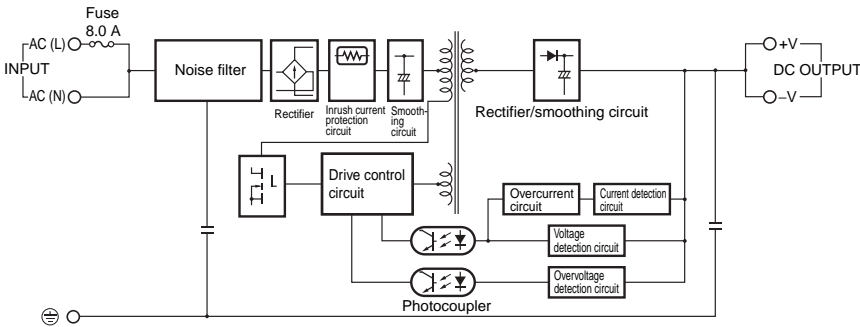 Fuse
8.0 A
AC (L)
INPUT
AC (N)
Noise filter
Rectifier
Inrush current
protection
circuit
Smooth-
ing
circuit
Rectifier/smoothing circuit
+V
DC OUTPUT
–V
Drive control
circuit
Overcurrent
circuit
Current detection
circuit
Voltage
detection circuit
Overvoltage
detection circuit
Photocoupler